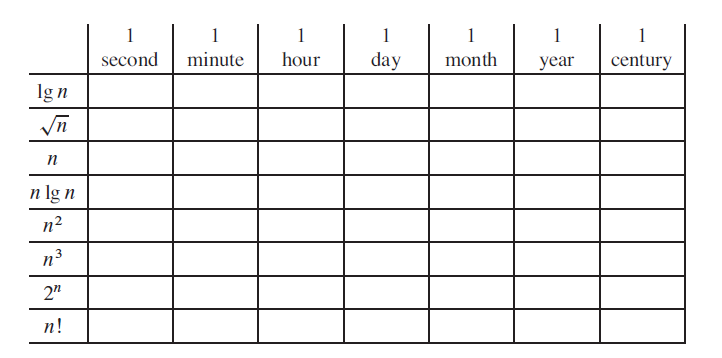 1 1 1 1 1 1 1
second minute hour day month year century
lg n
√n
n
n lg n
n²
n³
2ⁿ
n!